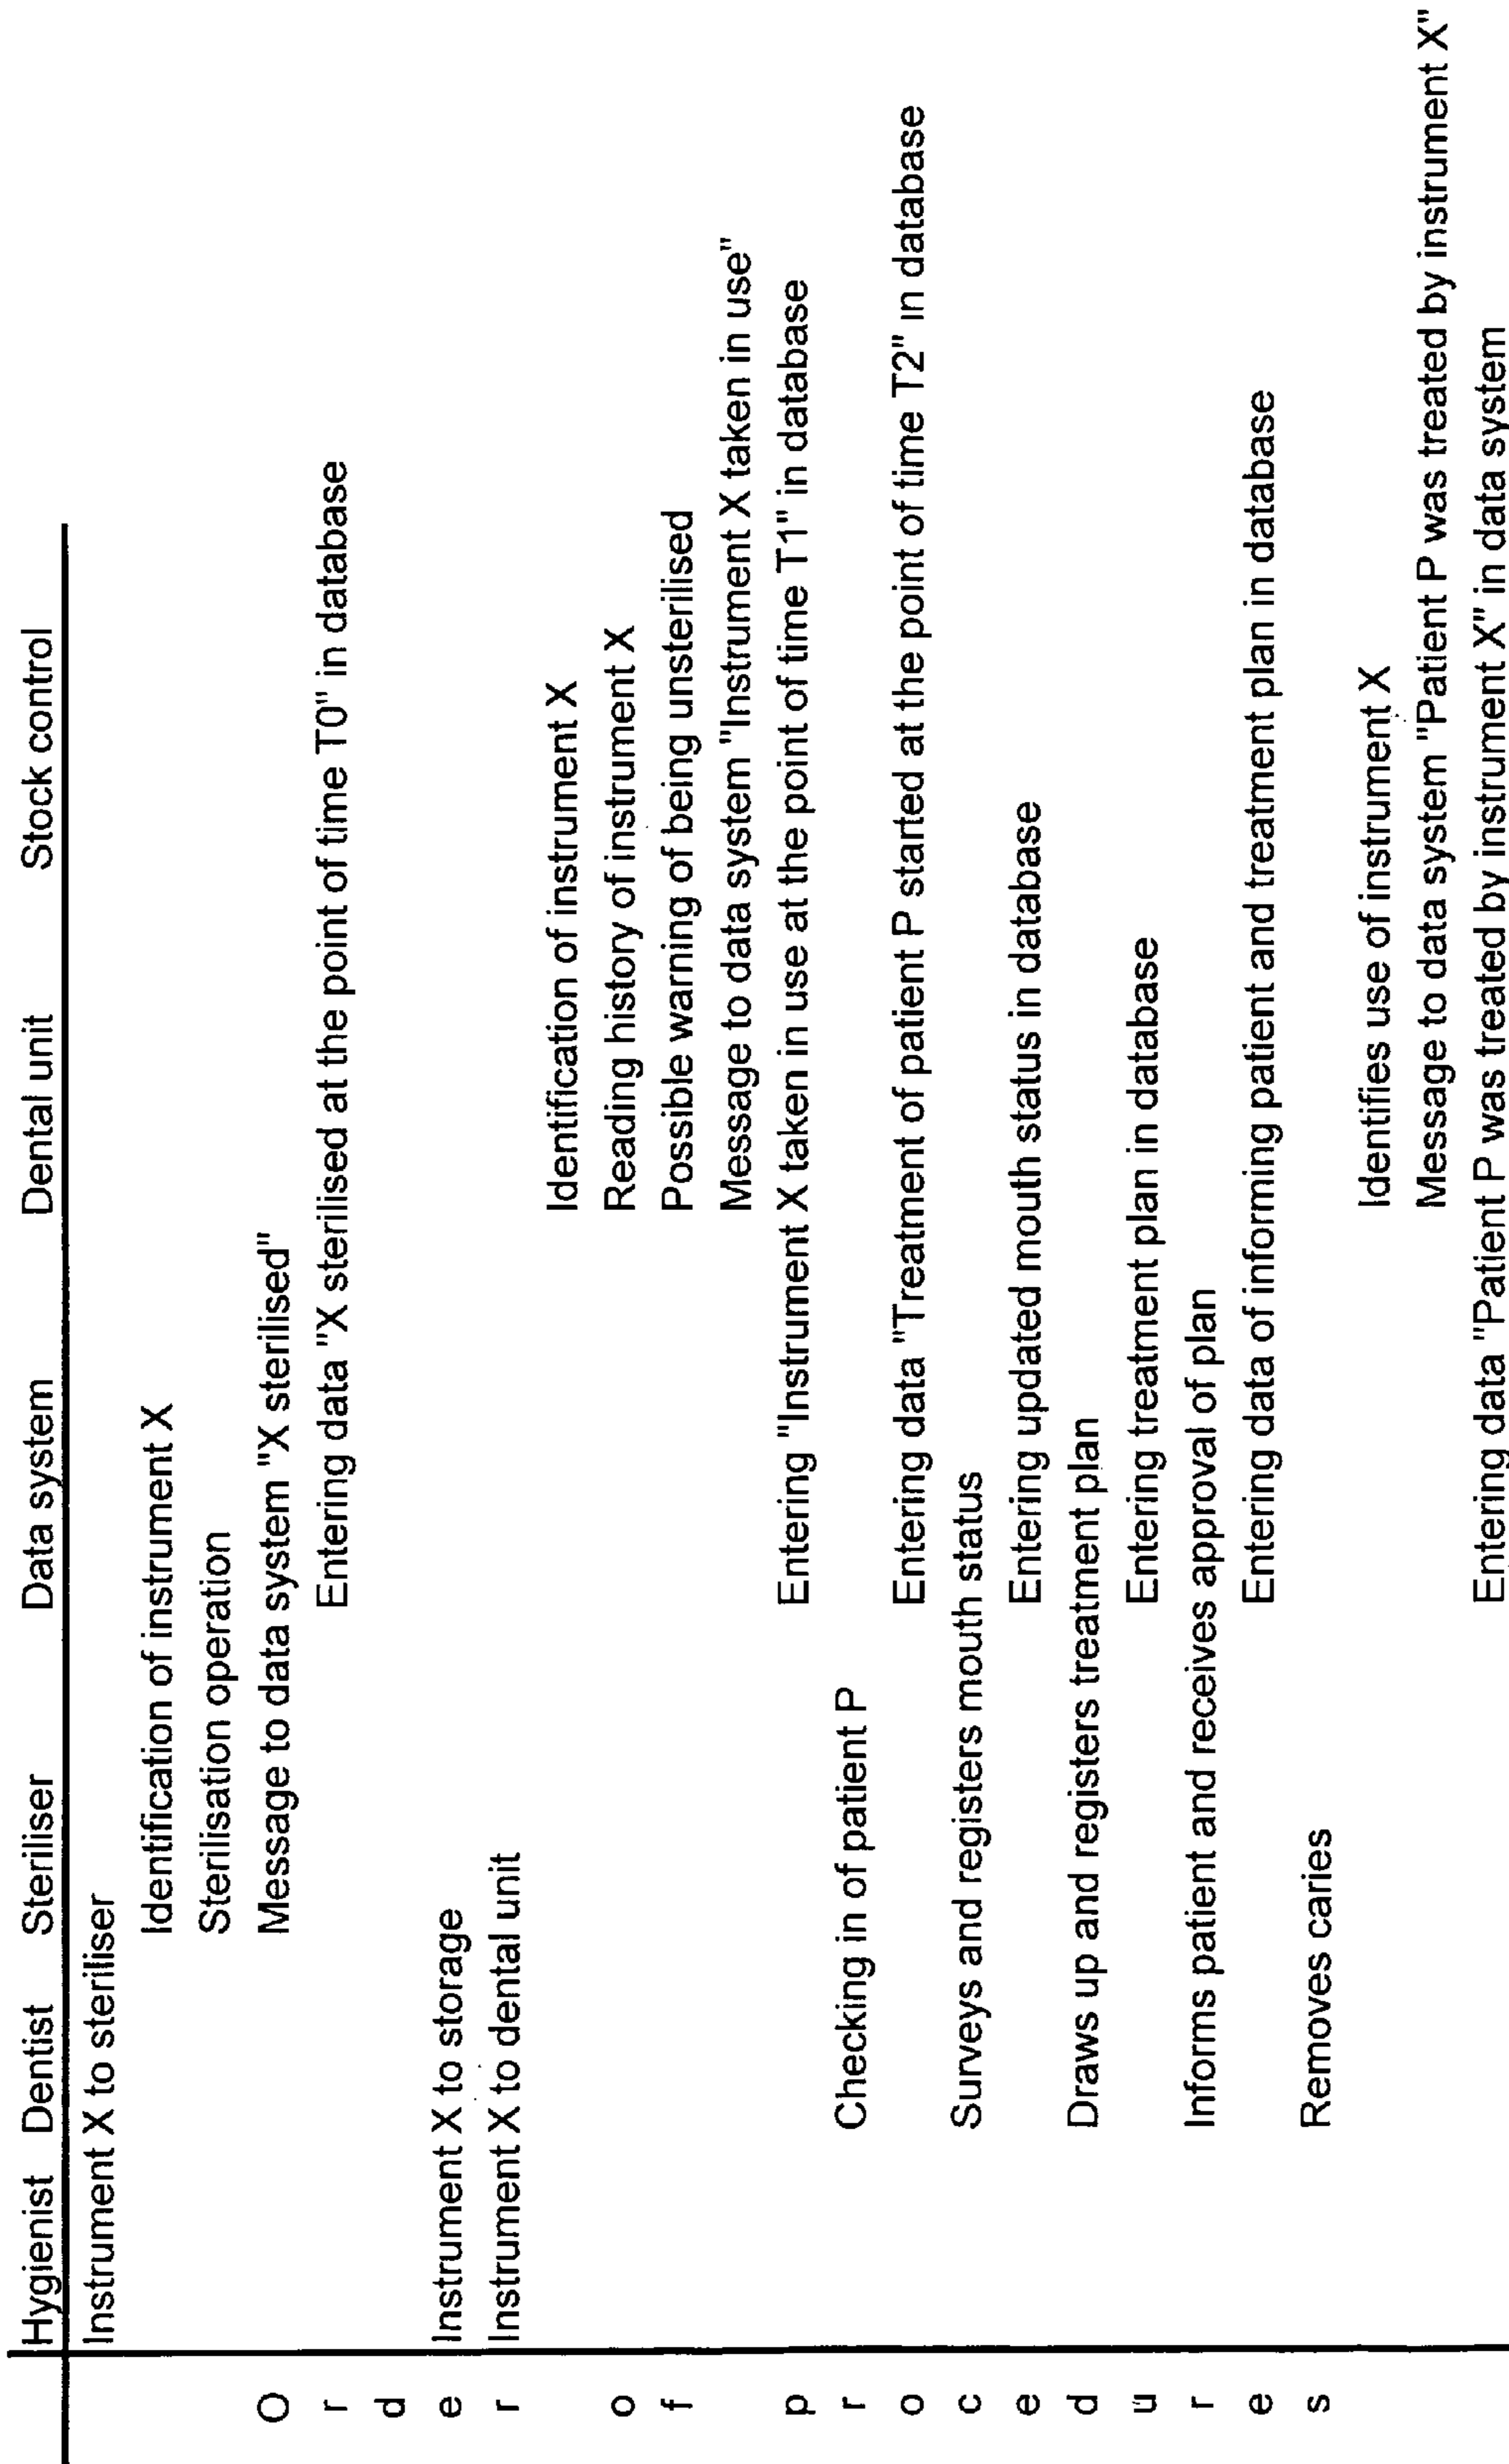 Hygienist Dentist Steriliser Data system Dental unit Stock control
Instrument X to steriliser
Identification of instrument X
Sterilisation operation
Message to data system "X sterilised"
Entering data "X sterilised at the point of time T0" in database
Instrument X to storage
Instrument X to dental unit
Identification of instrument X
Reading history of instrument X
Possible warning of being unsterilised
Message to data system "Instrument X taken in use"
Entering "Instrument X taken in use at the point of time T1" in database
Checking in of patient P
Entering data "Treatment of patient P started at the point of time T2" in database
Surveys and registers mouth status
Entering updated mouth status in database
Draws up and registers treatment plan
Entering treatment plan in database
Informs patient and receives approval of plan
Entering data of informing patient and treatment plan in database
Removes caries
Identifies use of instrument X
Message to data system "Patient P was treated by instrument X"
Entering data "Patient P was treated by instrument X" in data system
Order of procedures